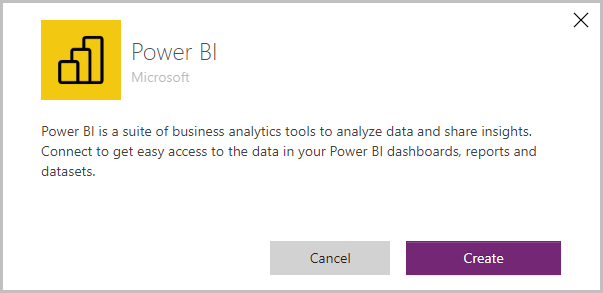 Power BI
Microsoft
Power BI is a suite of business analytics tools to analyze data and share insights.
Connect to get easy access to the data in your Power BI dashboards, reports and
datasets.
Cancel
Create